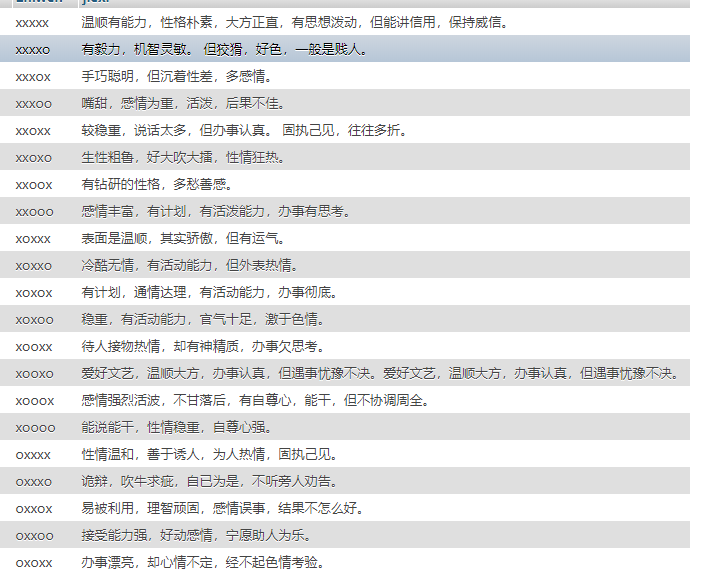 xxxxx 温顺有能力，性格朴素，大方正直，有思想泼动，但能讲信用，保持威信。
xxxxo 有毅力，机智灵敏。 但狡猾，好色，一般是贱人。
xxxox 手巧聪明，但沉着性差，多感情。
xxxoo 嘴甜，感情为重，活泼，后果不佳。
xxoxx 较稳重，说话太多，但办事认真。 固执己见，往往多折。
xxoxo 生性粗鲁，好大吹大擂，性情狂热。
xxoox 有钻研的性格，多愁善感。
xxooo 感情丰富，有计划，有活泼能力，办事有思考。
xoxxx 表面是温顺，其实骄傲，但有运气。
xoxxo 冷酷无情，有活动能力，但外表热情。
xoxox 有计划，通情达理，有活动能力，办事彻底。
xoxoo 稳重，有活动能力，官气十足，激于色情。
xooxx 待人接物热情，却有神精质，办事欠思考。
xooxo 爱好文艺，温顺大方，办事认真，但遇事忧豫不决。爱好文艺，温顺大方，办事认真，但遇事忧豫不决。
xooox 感情强烈活波，不甘落后，有自尊心，能干，但不协调周全。
xoooo 能说能干，性情稳重，自尊心强。
oxxxx 性情温和，善于诱人，为人热情，固执己见。
oxxxo 诡辩，吹牛求疵，自已为是，不听旁人劝告。
oxxox 易被利用，理智顽固，感情误事，结果不怎么好。
oxxoo 接受能力强，好动感情，宁愿助人为乐。
oxoxx 办事漂亮，却心情不定，经不起色情考验。